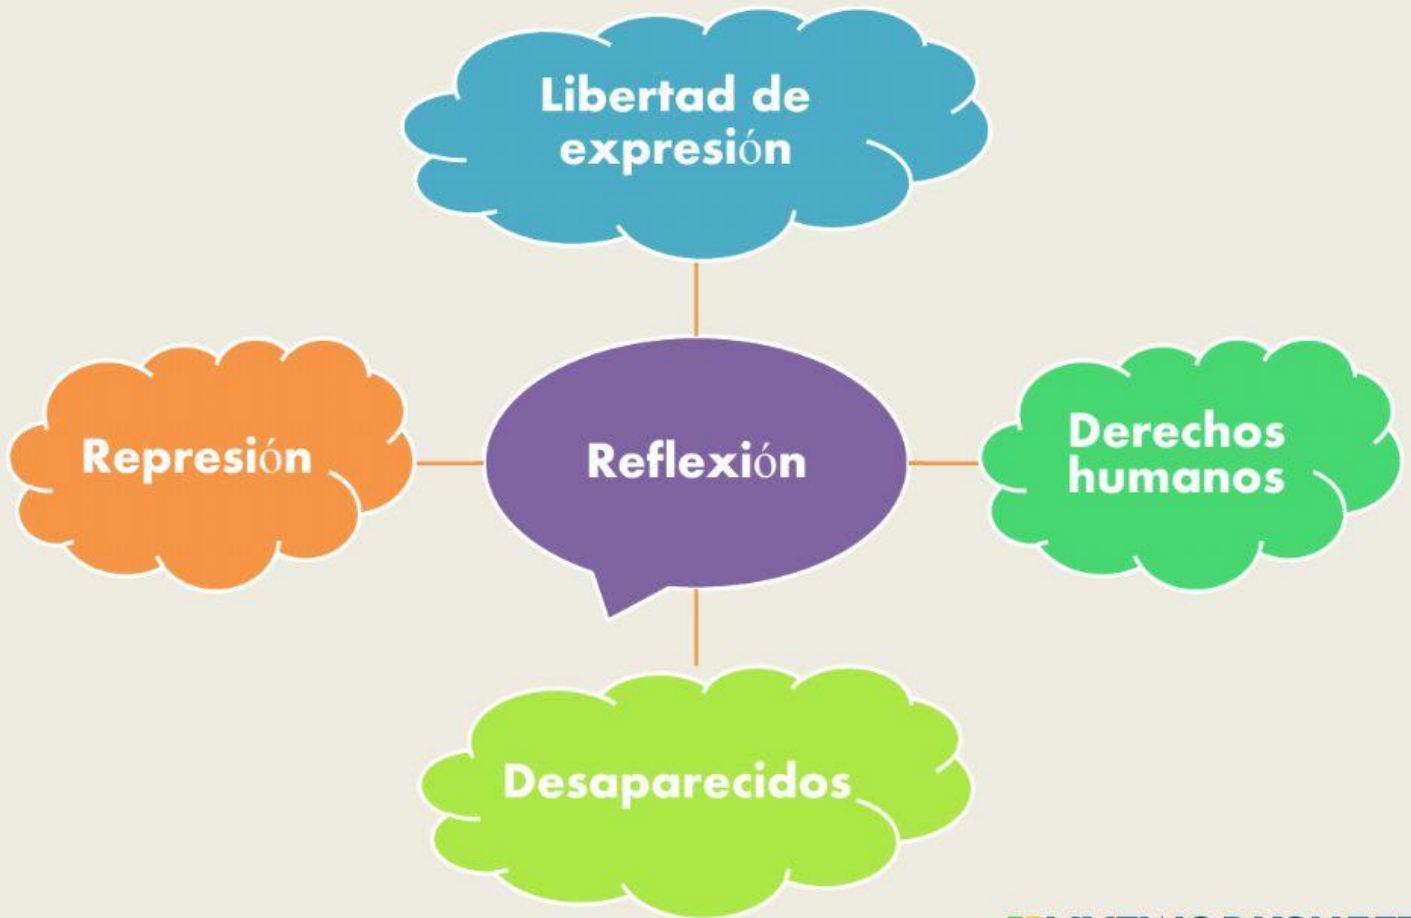 Libertad de
expresión
Represión
Reflexión
Derechos
humanos
Desaparecidos